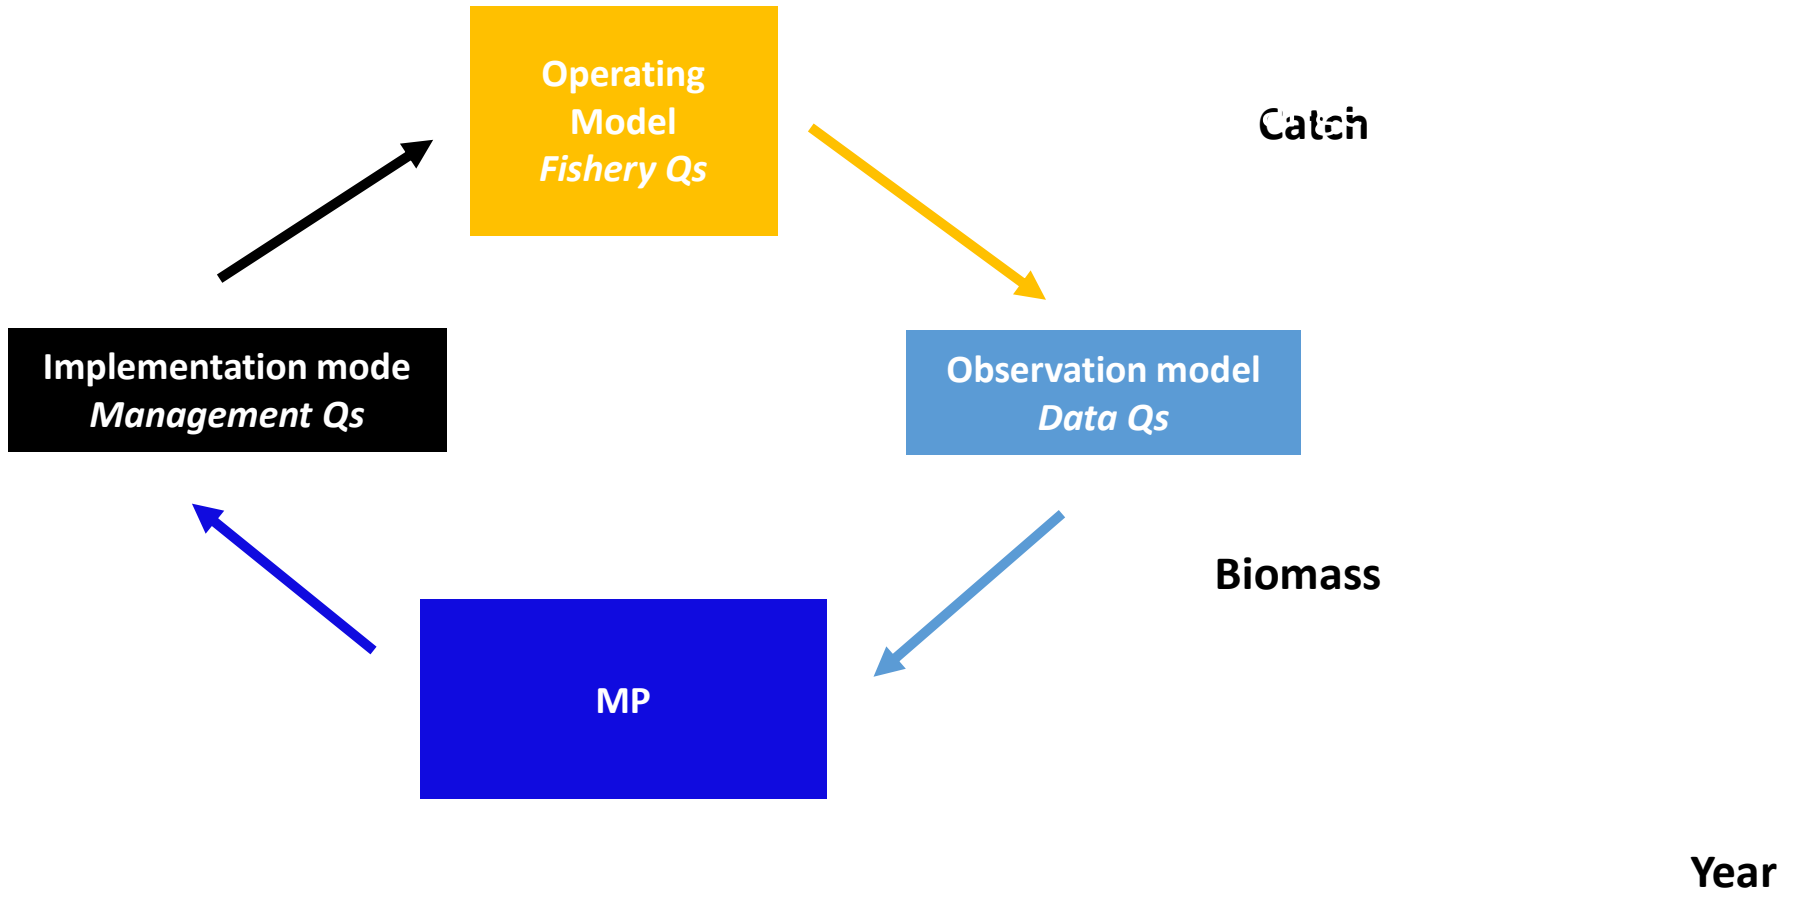 Operating
Model
Fishery Qs
Catch
Implementation mode
Management Qs
Observation model
Data Qs
Biomass
MP
Year